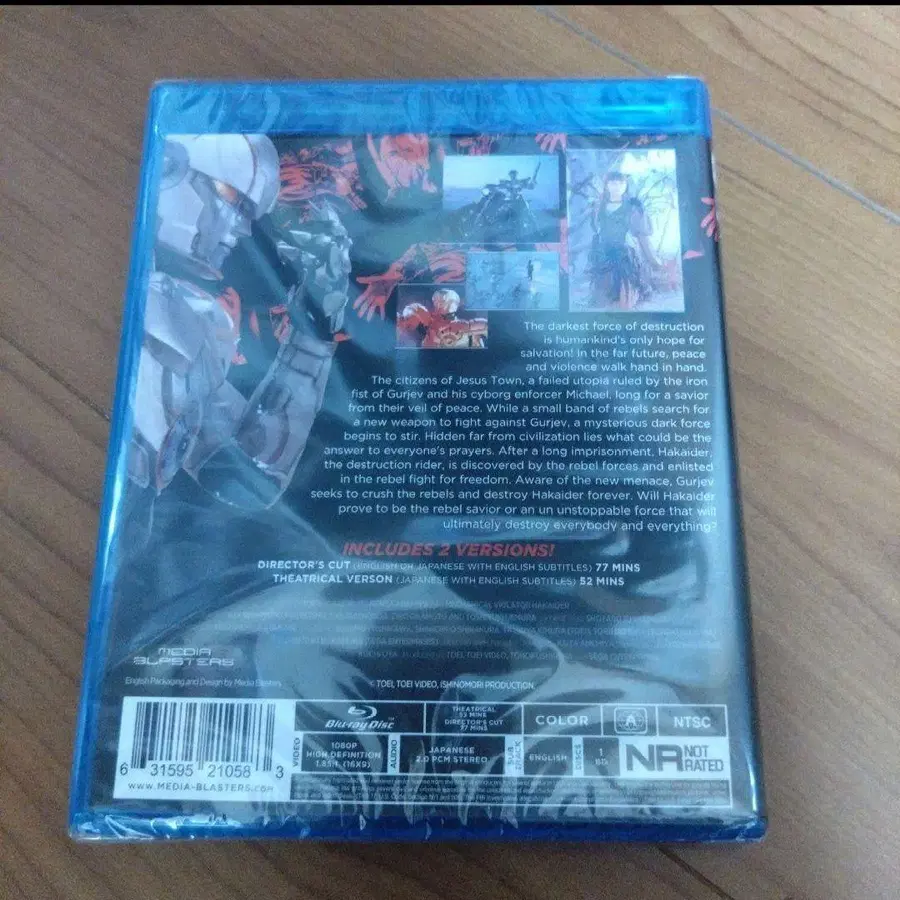 The darkest force of destruction
is humankind's only hope for
salvation! In the far future, peace
and violence walk hand in hand.
The citizens of Jesus Town, a failed utopia ruled by the iron
fist of Gurjev and his cyborg enforcer Michael, long for a savior
from their veil of peace. While a small band of rebels search for
a new weapon to fight against Gurjev, a mysterious dark force
begins to stir. Hidden far from civilization lies what could be the
answer to everyone's prayers. After a long imprisonment, Hakaider,
the destruction rider, is discovered by the rebel forces and enlisted
in the rebel fight for freedom. Aware of the new menace, Gurjev
seeks to crush the rebels and destroy Hakaider forever. Will Hakaider
prove to be the rebel savior or an un unstoppable force that will
ultimately destroy everybody and everything?
INCLUDES 2 VERSIONS!
DIRECTOR'S CUT (ENGLISH OR JAPANESE WITH ENGLISH SUBTITLES) 77 MINS
THEATRICAL VERSON (JAPANESE WITH ENGLISH SUBTITLES) 52 MINS
MEDIA
BLASTERS
English Packaging and Design by Media Blasters
© TOEI, TOEI VIDEO, ISHINOMORI PRODUCTION.
6 31595 21058 3
WWW.MEDIA-BLASTERS.COM
Blu-ray Disc
THEATRICAL
52 MINS
DIRECTOR'S CUT
77 MINS
COLOR
A
NTSC
VIDEO
1080P
HIGH DEFINITION
1.85:1 (16X9)
AUDIO
JAPANESE
2.0 PCM STEREO
ENGLISH
DISCS
1
NR NOT RATED